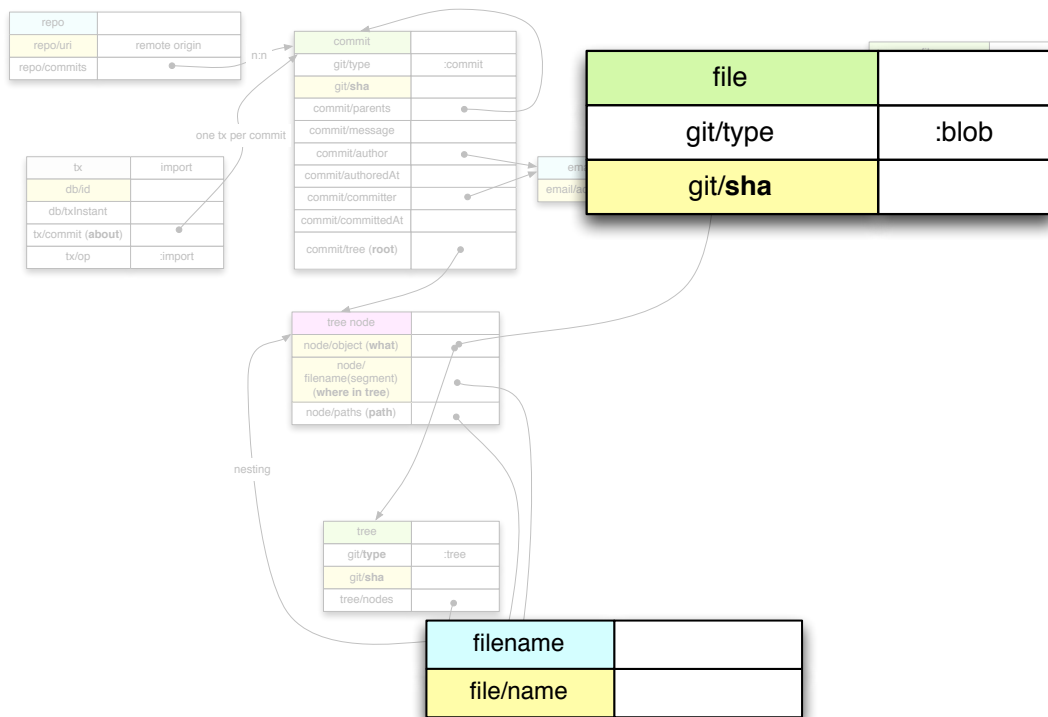 repo
repo/uri remote origin
repo/commits
n:n
commit
git/type :commit
git/sha
commit/parents
commit/message
commit/author
commit/authoredAt
commit/committer
commit/committedAt
commit/tree (root)
one tx per commit
tx import
db/id
db/txInstant
tx/commit (about)
tx/op :import
file
git/type :blob
git/sha
tree node
node/object (what)
node/
filename(segment)
(where in tree)
node/paths (path)
nesting
tree
git/type :tree
git/sha
tree/nodes
filename
file/name